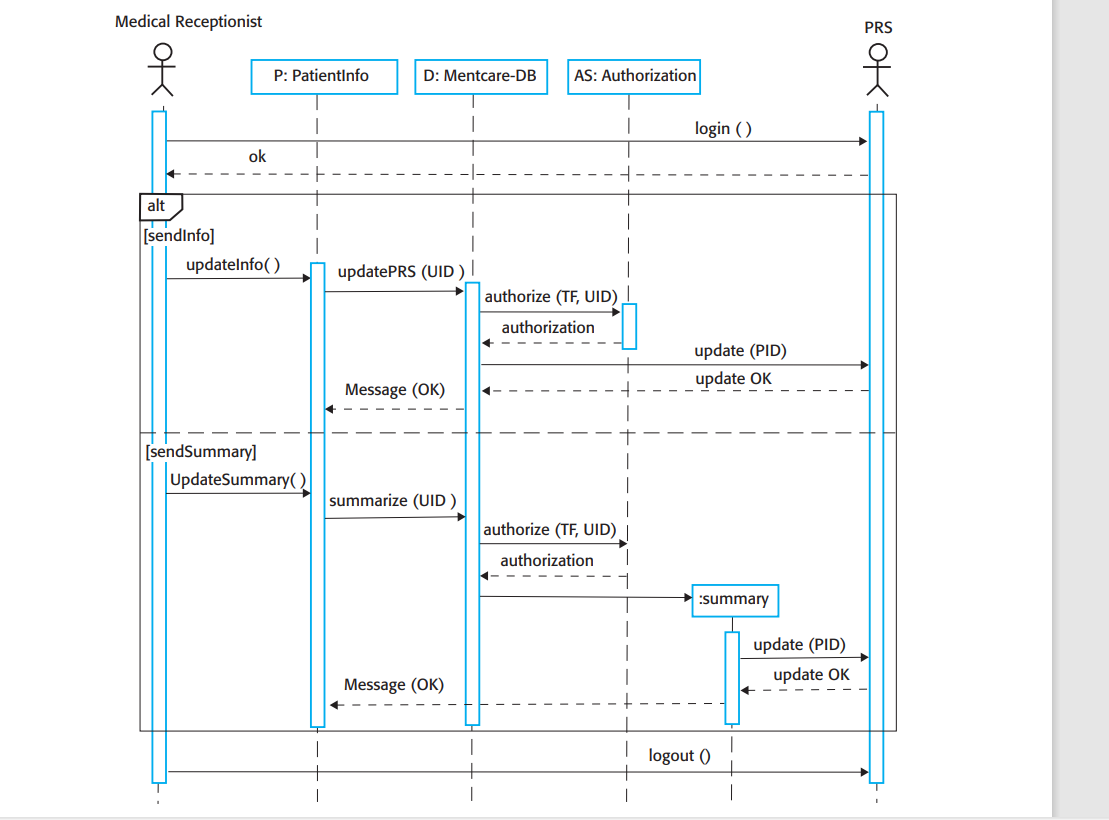 Medical Receptionist
PRS
P: PatientInfo
D: Mentcare-DB
AS: Authorization
login ( )
ok
alt
[sendInfo]
updateInfo( )
updatePRS (UID )
authorize (TF, UID)
authorization
update (PID)
update OK
Message (OK)
[sendSummary]
UpdateSummary( )
summarize (UID )
authorize (TF, UID)
authorization
:summary
update (PID)
update OK
Message (OK)
logout ()